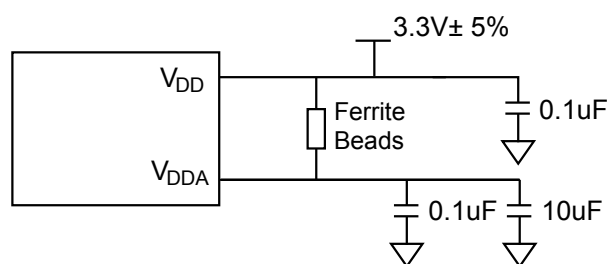 3.3V± 5%
VDD
Ferrite
Beads
0.1uF
VDDA
0.1uF
10uF